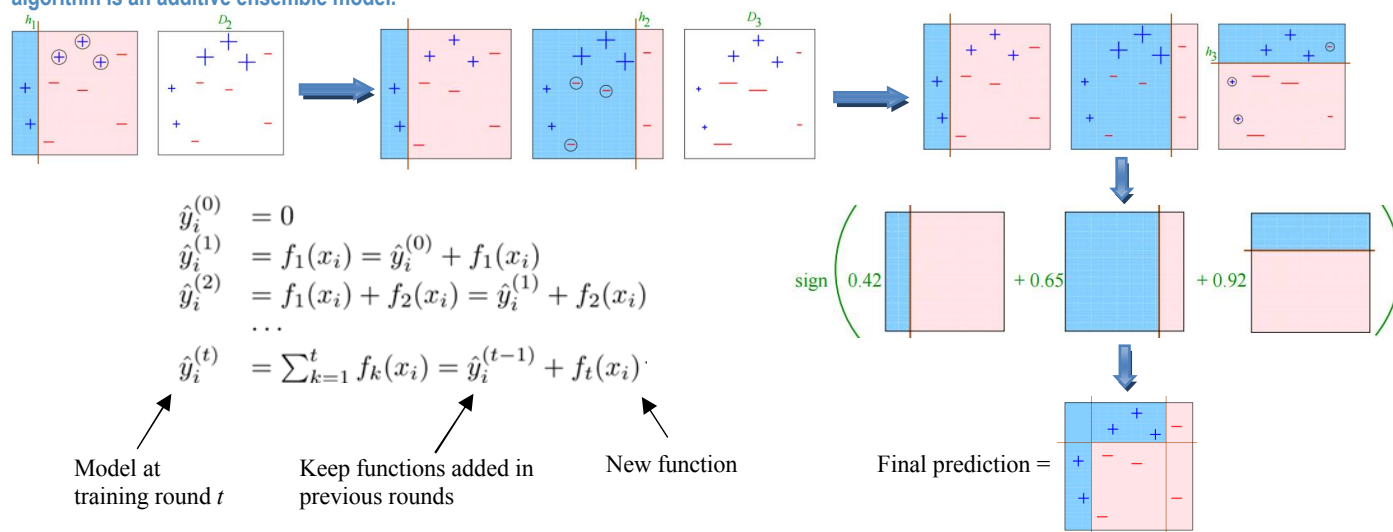 algorithm is an additive ensemble model.
h₁ D₂ h₂ D₃
h₃
ŷᵢ⁽⁰⁾ = 0
ŷᵢ⁽¹⁾ = f₁(xᵢ) = ŷᵢ⁽⁰⁾ + f₁(xᵢ)
ŷᵢ⁽²⁾ = f₁(xᵢ) + f₂(xᵢ) = ŷᵢ⁽¹⁾ + f₂(xᵢ)
...
ŷᵢ⁽ᵗ⁾ = ∑ᵗₖ₌₁ fₖ(xᵢ) = ŷᵢ⁽ᵗ⁻¹⁾ + fₜ(xᵢ)
Model at
training round t
Keep functions added in
previous rounds
New function
sign ( 0.42 + 0.65 + 0.92 )
Final prediction =